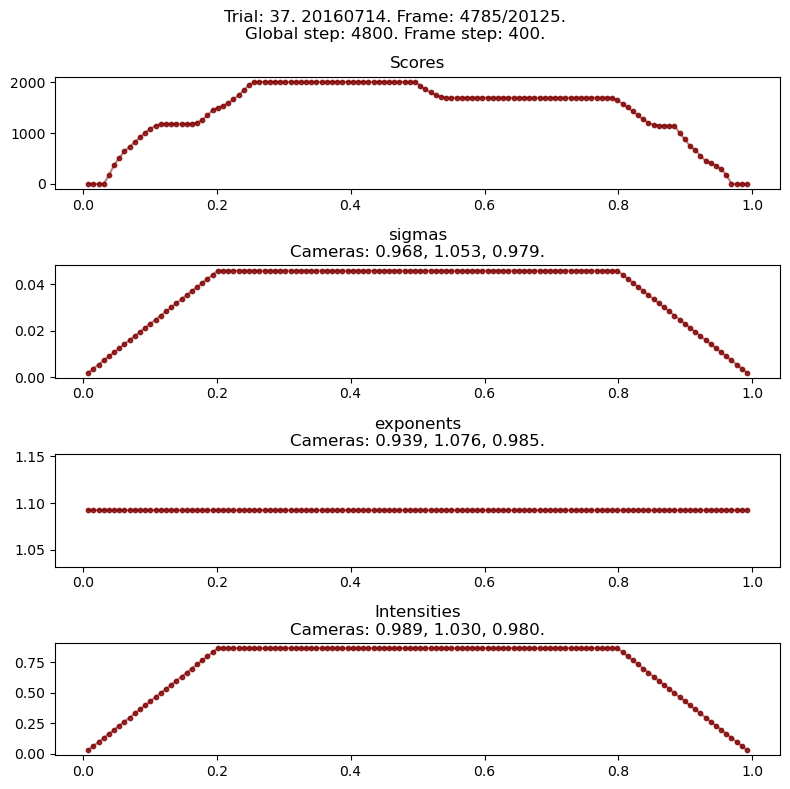 Trial: 37. 20160714. Frame: 4785/20125.
Global step: 4800. Frame step: 400.
Scores
2000
1000
0
0.0 0.2 0.4 0.6 0.8 1.0
sigmas
Cameras: 0.968, 1.053, 0.979.
0.04
0.02
0.00
0.0 0.2 0.4 0.6 0.8 1.0
exponents
Cameras: 0.939, 1.076, 0.985.
1.15
1.10
1.05
0.0 0.2 0.4 0.6 0.8 1.0
Intensities
Cameras: 0.989, 1.030, 0.980.
0.75
0.50
0.25
0.00
0.0 0.2 0.4 0.6 0.8 1.0